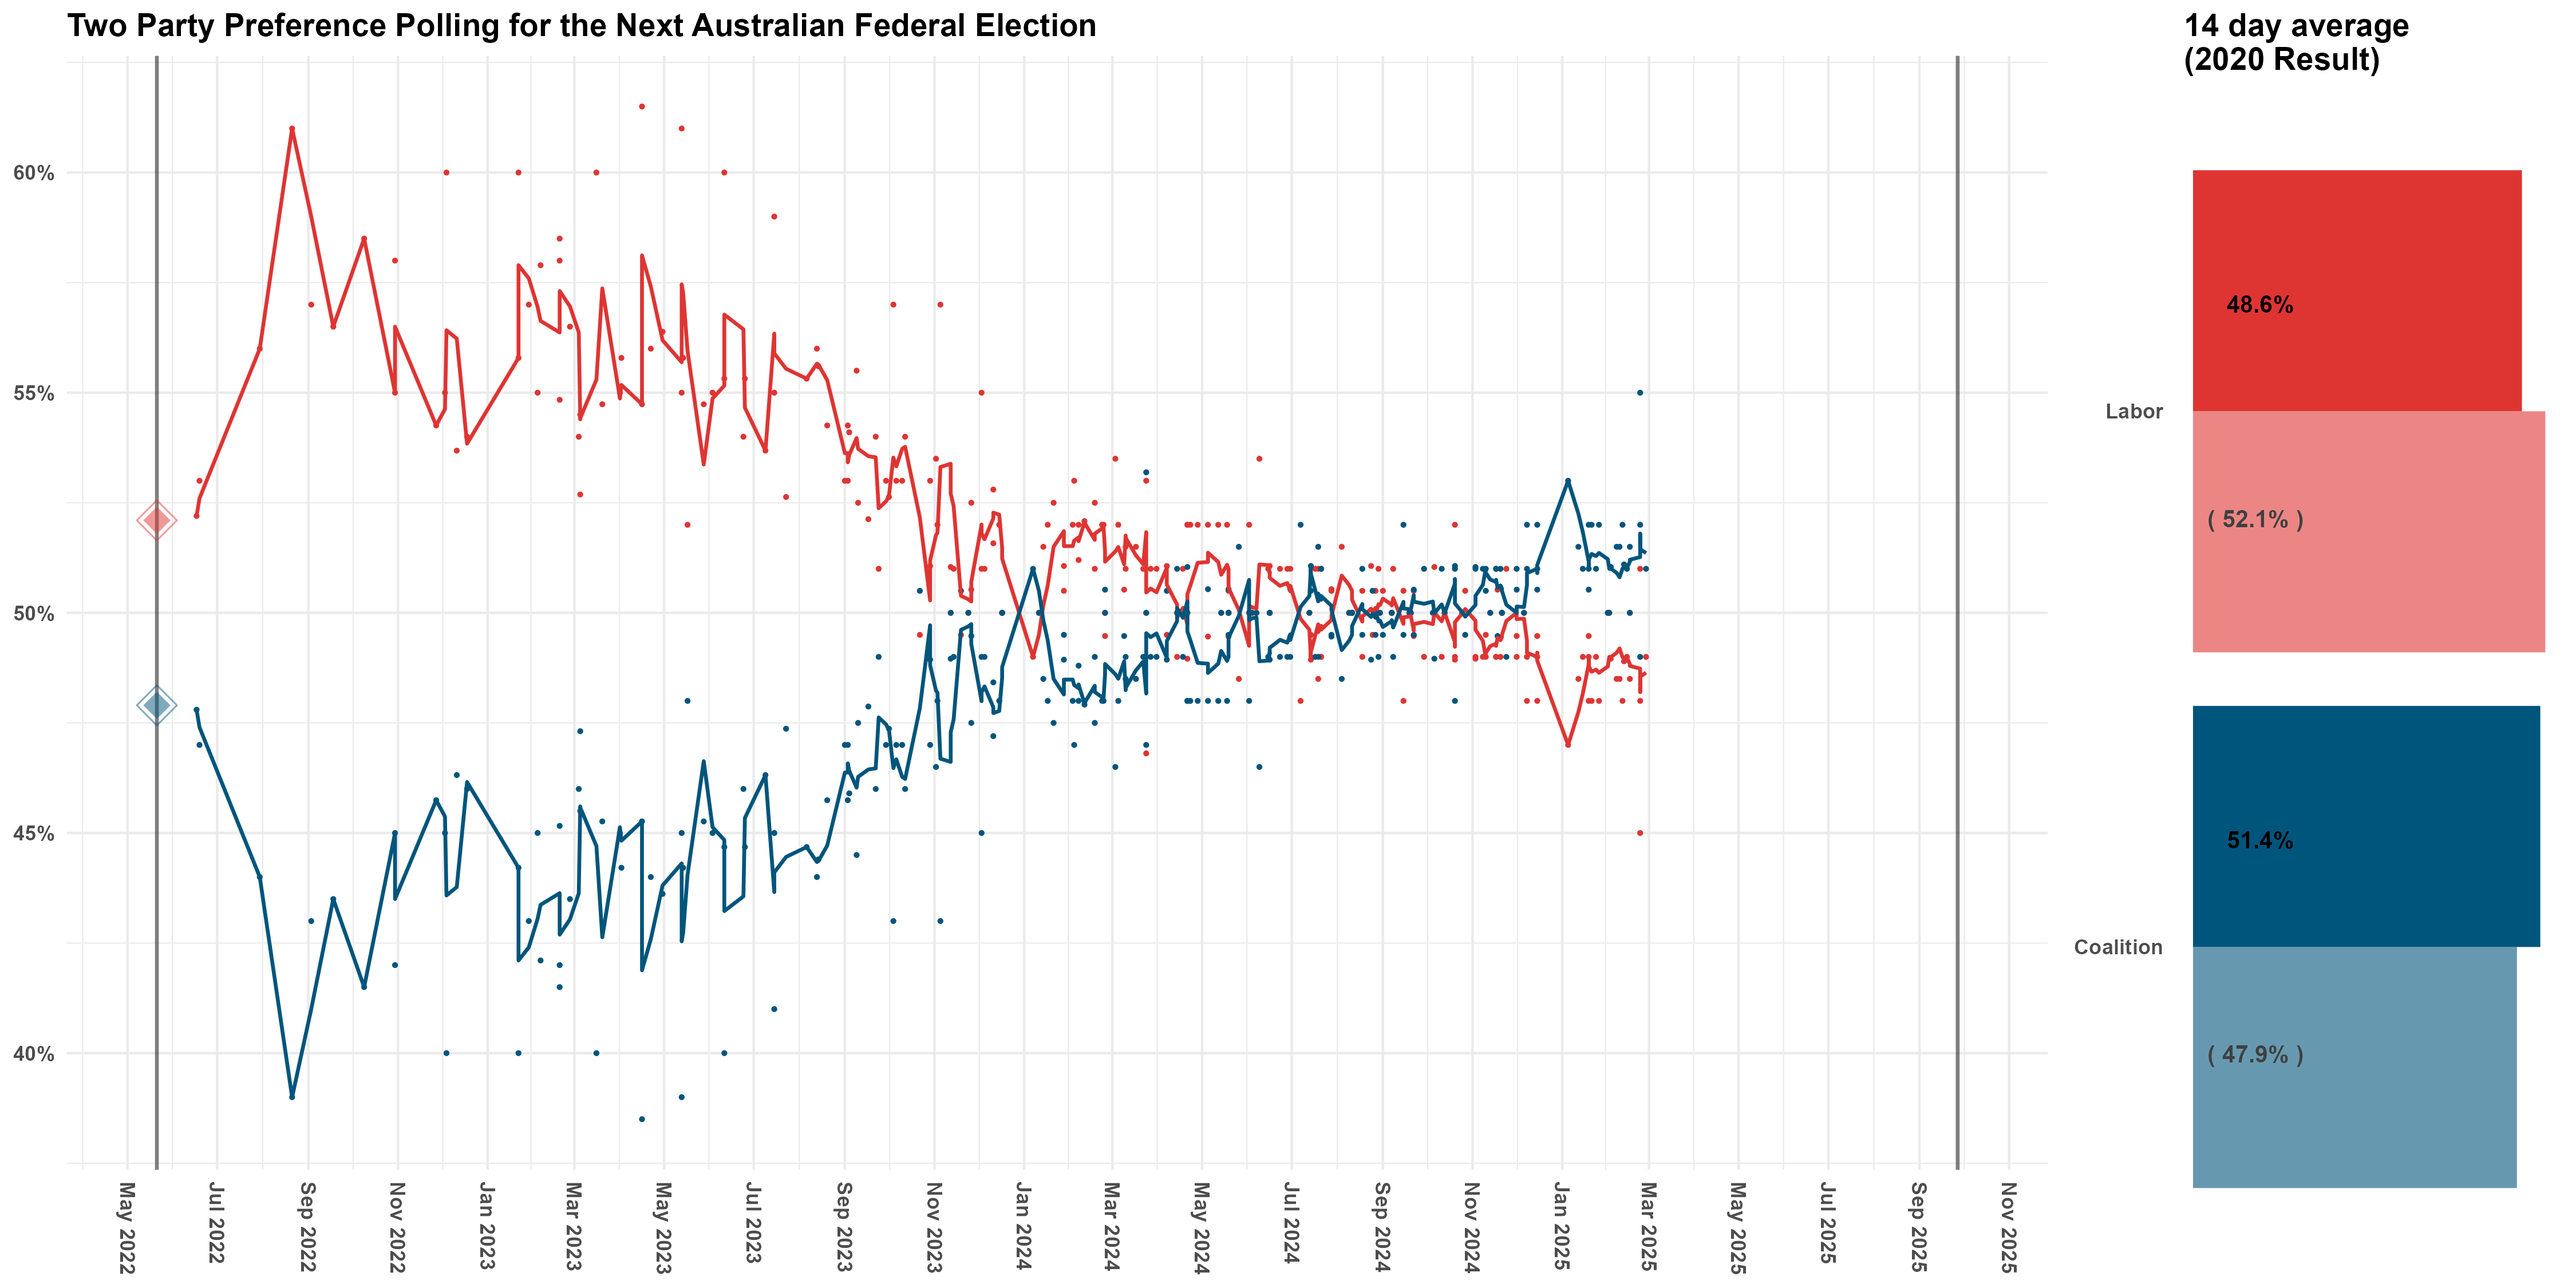 Two Party Preference Polling for the Next Australian Federal Election
14 day average
(2020 Result)
60%
55%
50%
45%
40%
May 2022
Jul 2022
Sep 2022
Nov 2022
Jan 2023
Mar 2023
May 2023
Jul 2023
Sep 2023
Nov 2023
Jan 2024
Mar 2024
May 2024
Jul 2024
Sep 2024
Nov 2024
Jan 2025
Mar 2025
May 2025
Jul 2025
Sep 2025
Nov 2025
Labor
48.6%
( 52.1% )
Coalition
51.4%
( 47.9% )